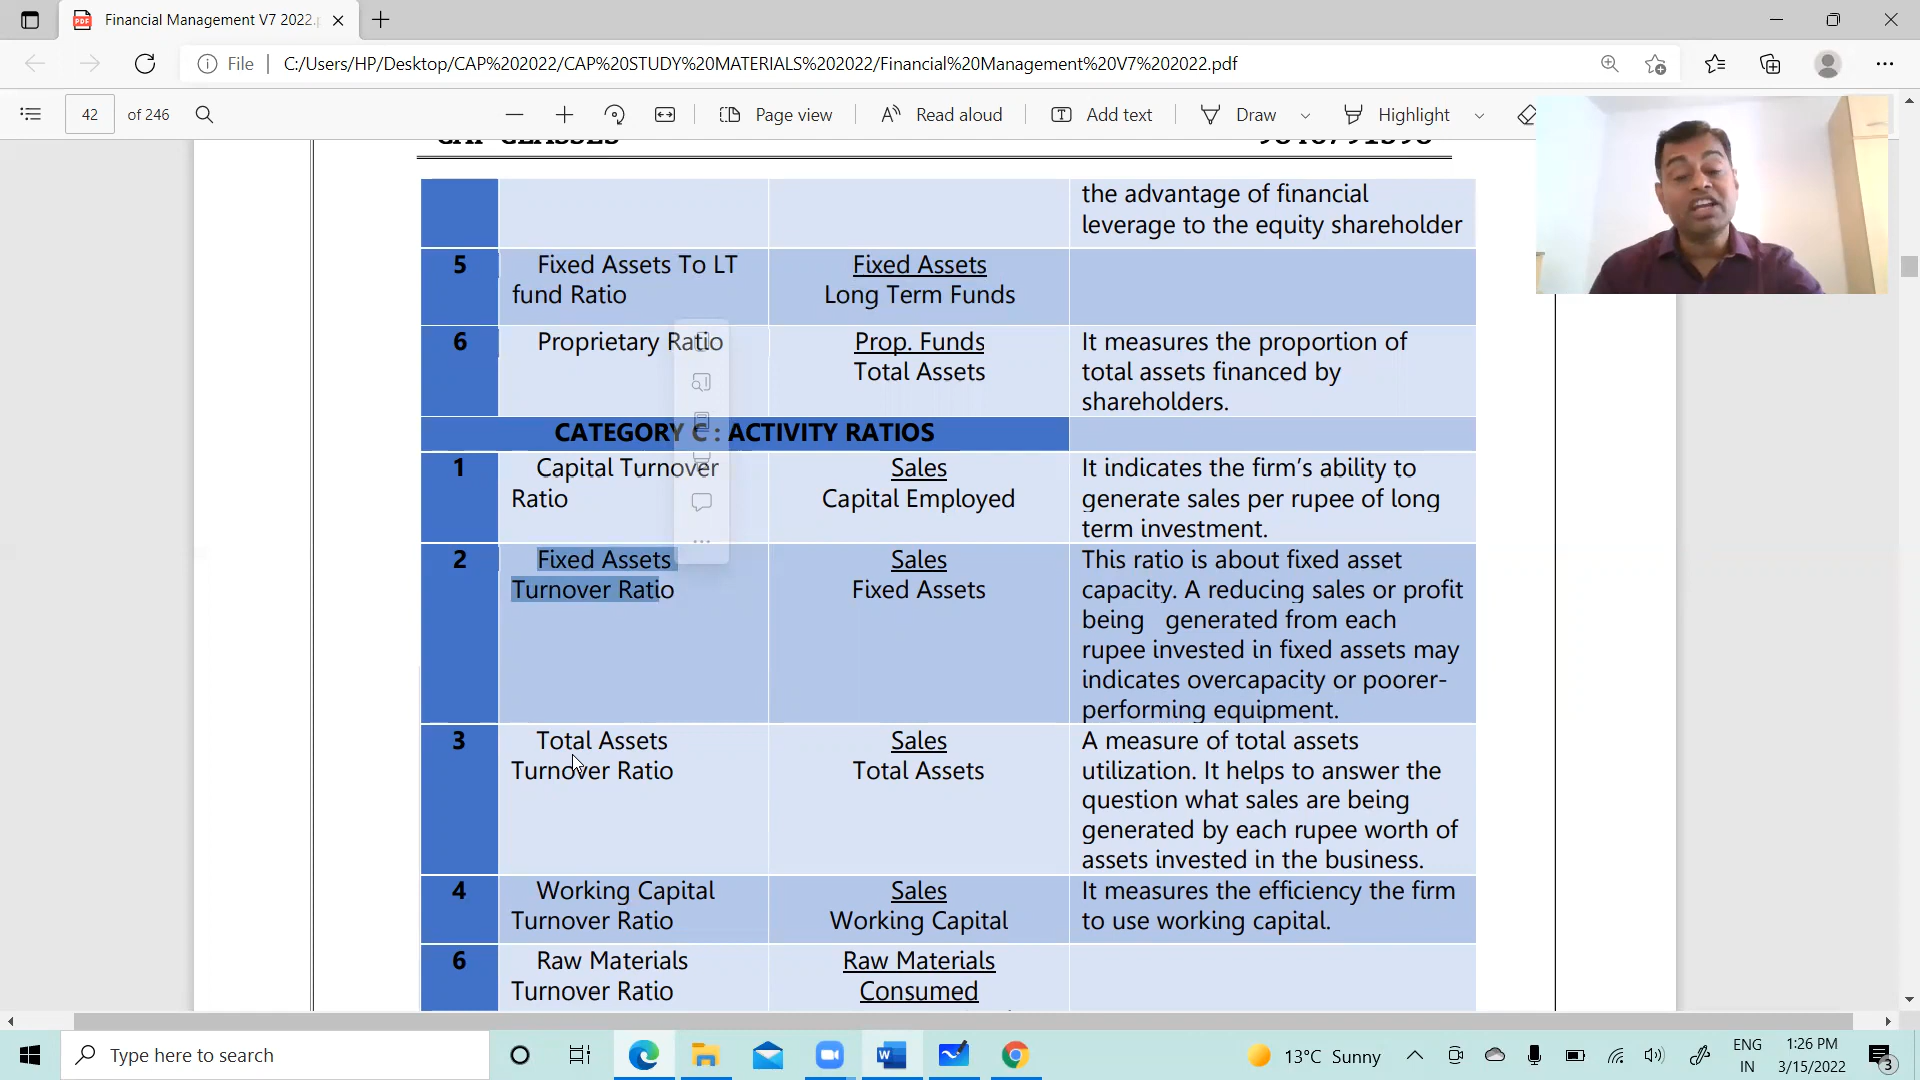 Financial Management V7 2022.
File
C:/Users/HP/Desktop/CAP%202022/CAP%20STUDY%20MATERIALS%202022/Financial%20Management%20V7%202022.pdf
42 of 246
Page view
Read aloud
Add text
Draw
Highlight
the advantage of financial
leverage to the equity shareholder
5
Fixed Assets To LT
fund Ratio
Fixed Assets
Long Term Funds
6
Proprietary Ratio
Prop. Funds
Total Assets
It measures the proportion of
total assets financed by
shareholders.
CATEGORY C : ACTIVITY RATIOS
1
Capital Turnover
Ratio
Sales
Capital Employed
It indicates the firm's ability to
generate sales per rupee of long
term investment.
2
Fixed Assets
Turnover Ratio
Sales
Fixed Assets
This ratio is about fixed asset
capacity. A reducing sales or profit
being generated from each
rupee invested in fixed assets may
indicates overcapacity or poorer-
performing equipment.
3
Total Assets
Turnover Ratio
Sales
Total Assets
A measure of total assets
utilization. It helps to answer the
question what sales are being
generated by each rupee worth of
assets invested in the business.
4
Working Capital
Turnover Ratio
Sales
Working Capital
It measures the efficiency the firm
to use working capital.
6
Raw Materials
Turnover Ratio
Raw Materials
Consumed
Type here to search
13°C Sunny
ENG
IN
1:26 PM
3/15/2022
3